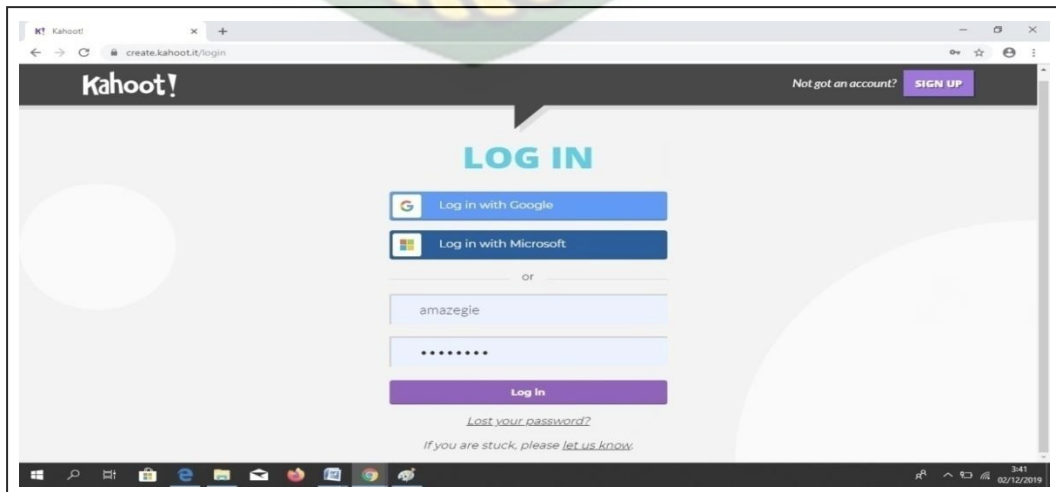 K! Kahoot!
create.kahoot.it/login
Kahoot!
Not got an account? SIGN UP
LOG IN
Log in with Google
Log in with Microsoft
or
amazegie
••••••••
Log in
Lost your password?
If you are stuck, please let us know.
3:41
02/12/2019